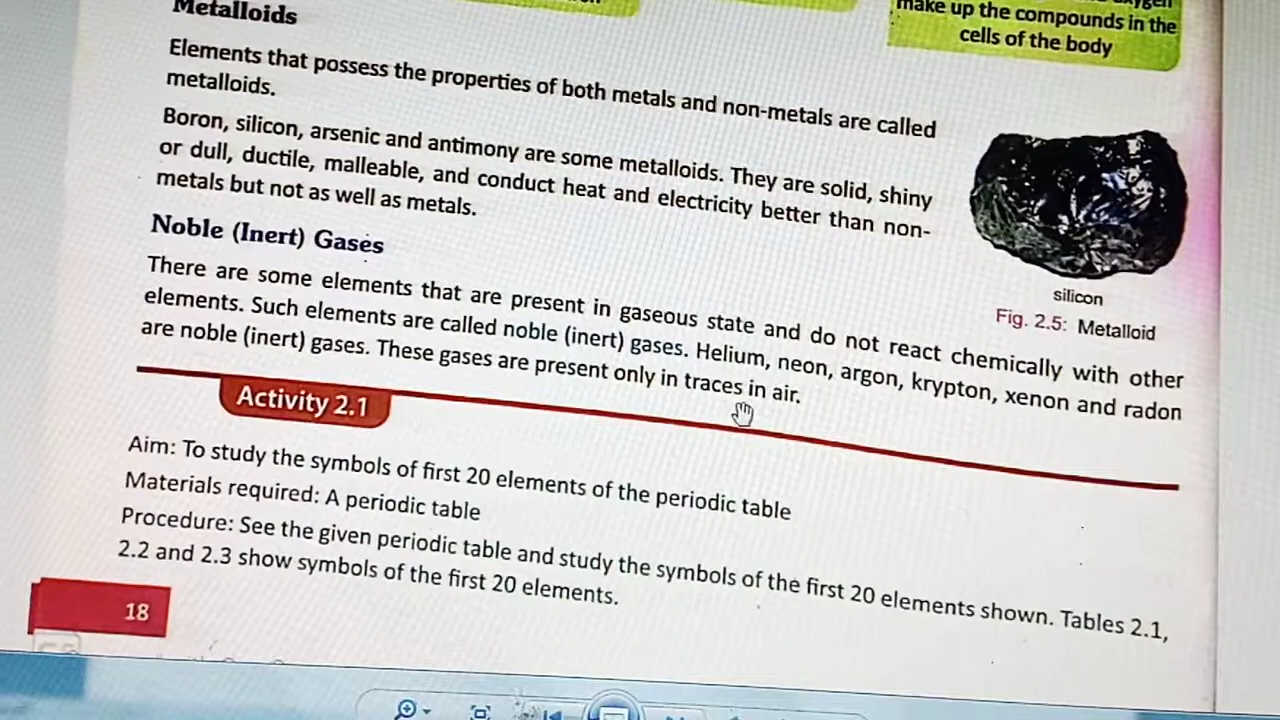 make up the compounds in the
cells of the body
Metalloids
Elements that possess the properties of both metals and non-metals are called
metalloids.
Boron, silicon, arsenic and antimony are some metalloids. They are solid, shiny
or dull, ductile, malleable, and conduct heat and electricity better than non-
metals but not as well as metals.
silicon
Fig. 2.5: Metalloid
Noble (Inert) Gases
There are some elements that are present in gaseous state and do not react chemically with other
elements. Such elements are called noble (inert) gases. Helium, neon, argon, krypton, xenon and radon
are noble (inert) gases. These gases are present only in traces in air.
Activity 2.1
Aim: To study the symbols of first 20 elements of the periodic table
Materials required: A periodic table
Procedure: See the given periodic table and study the symbols of the first 20 elements shown. Tables 2.1,
2.2 and 2.3 show symbols of the first 20 elements.
18